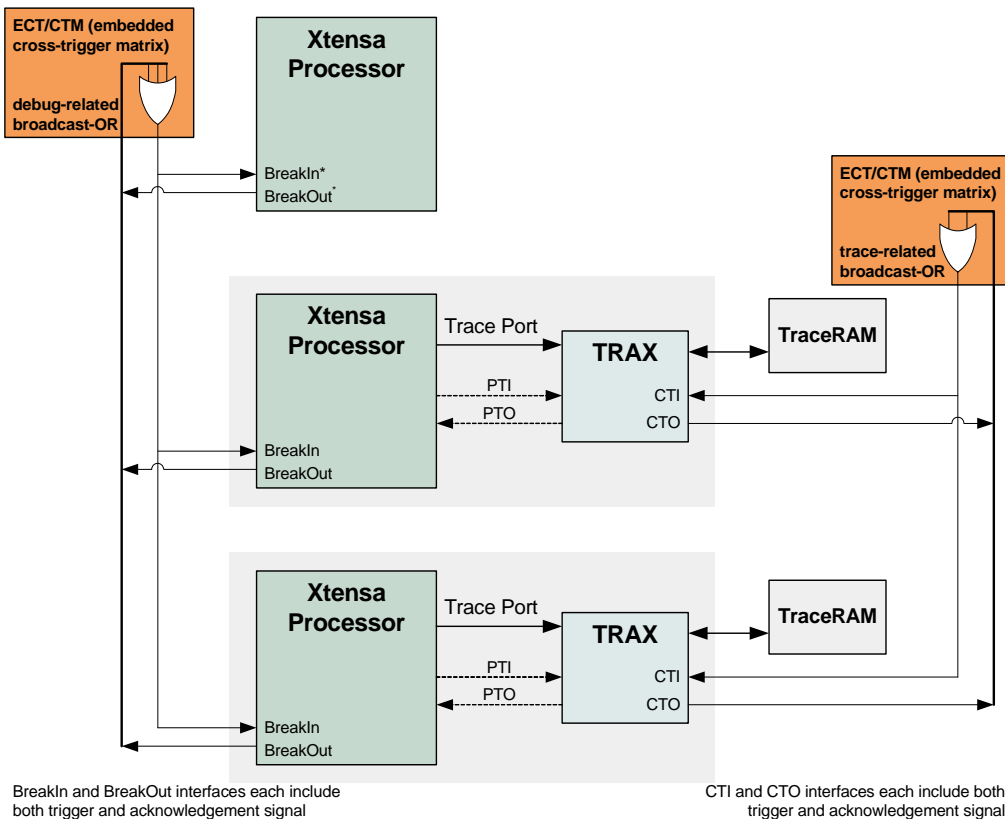 ECT/CTM (embedded
cross-trigger matrix)
debug-related
broadcast-OR
Xtensa
Processor
BreakIn*
BreakOut*
ECT/CTM (embedded
cross-trigger matrix)
trace-related
broadcast-OR
Xtensa
Processor
Trace Port
TRAX
TraceRAM
PTI
PTO
CTI
CTO
BreakIn
BreakOut
Xtensa
Processor
Trace Port
TRAX
TraceRAM
PTI
PTO
CTI
CTO
BreakIn
BreakOut
BreakIn and BreakOut interfaces each include
both trigger and acknowledgement signal
CTI and CTO interfaces each include both
trigger and acknowledgement signal